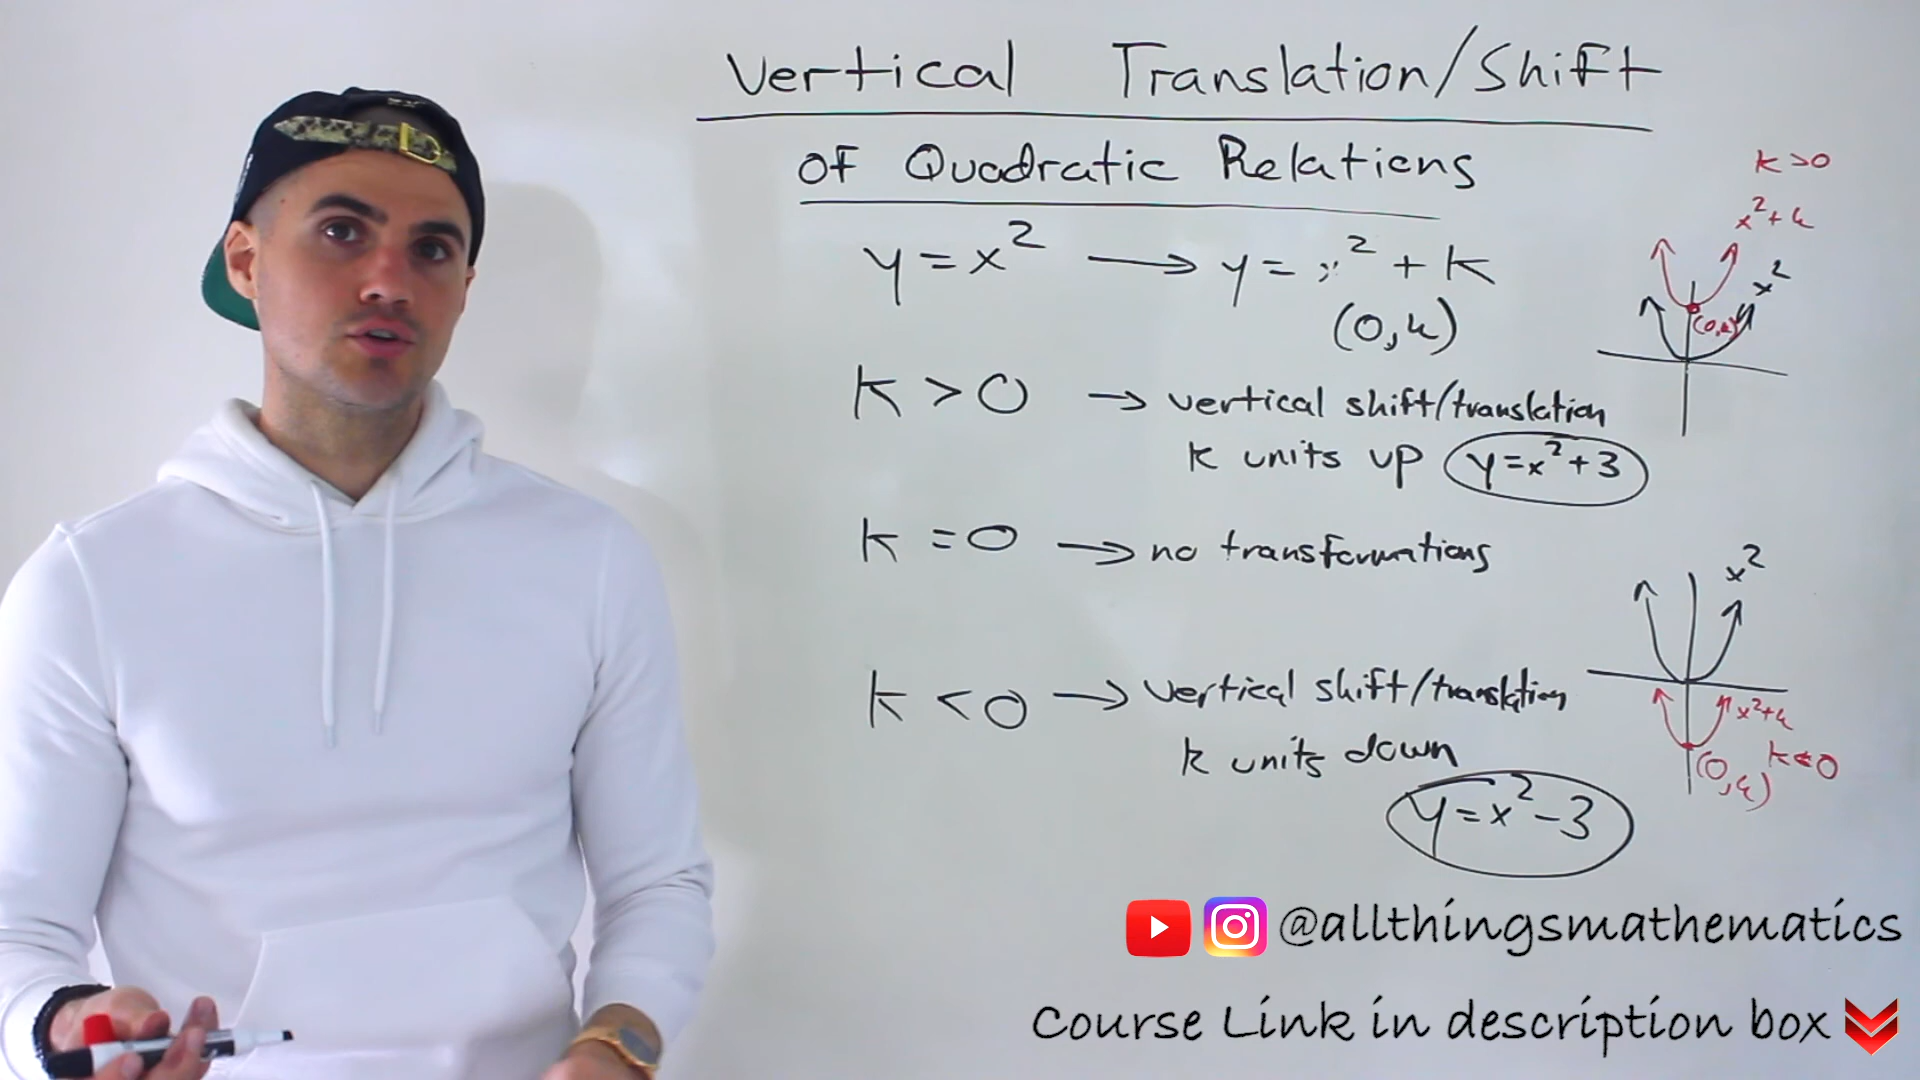 Vertical Translation/Shift
of Quadratic Relations
y = x² → y = x² + k
(0,k)
k > 0 → vertical shift/translation
k units up y=x²+3
k = 0 → no transformations
k < 0 → vertical shift/translation
k units down
y=x²-3
k >0
x²+k
x²
(0,k)
x²
x²+k
k<0
(0,k)
@allthingsmathematics
Course Link in description box